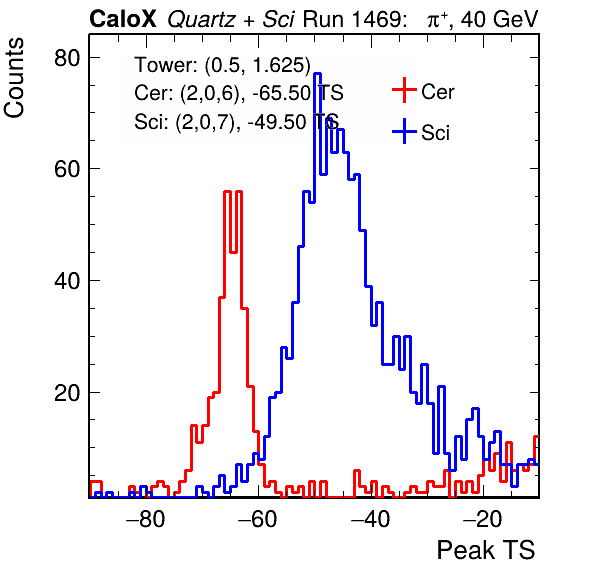 CaloX Quartz + Sci Run 1469: π⁺, 40 GeV
Counts
80
60
40
20
Tower: (0.5, 1.625)
Cer: (2,0,6), -65.50 TS
Sci: (2,0,7), -49.50 TS
Cer
Sci
−80 −60 −40 −20
Peak TS